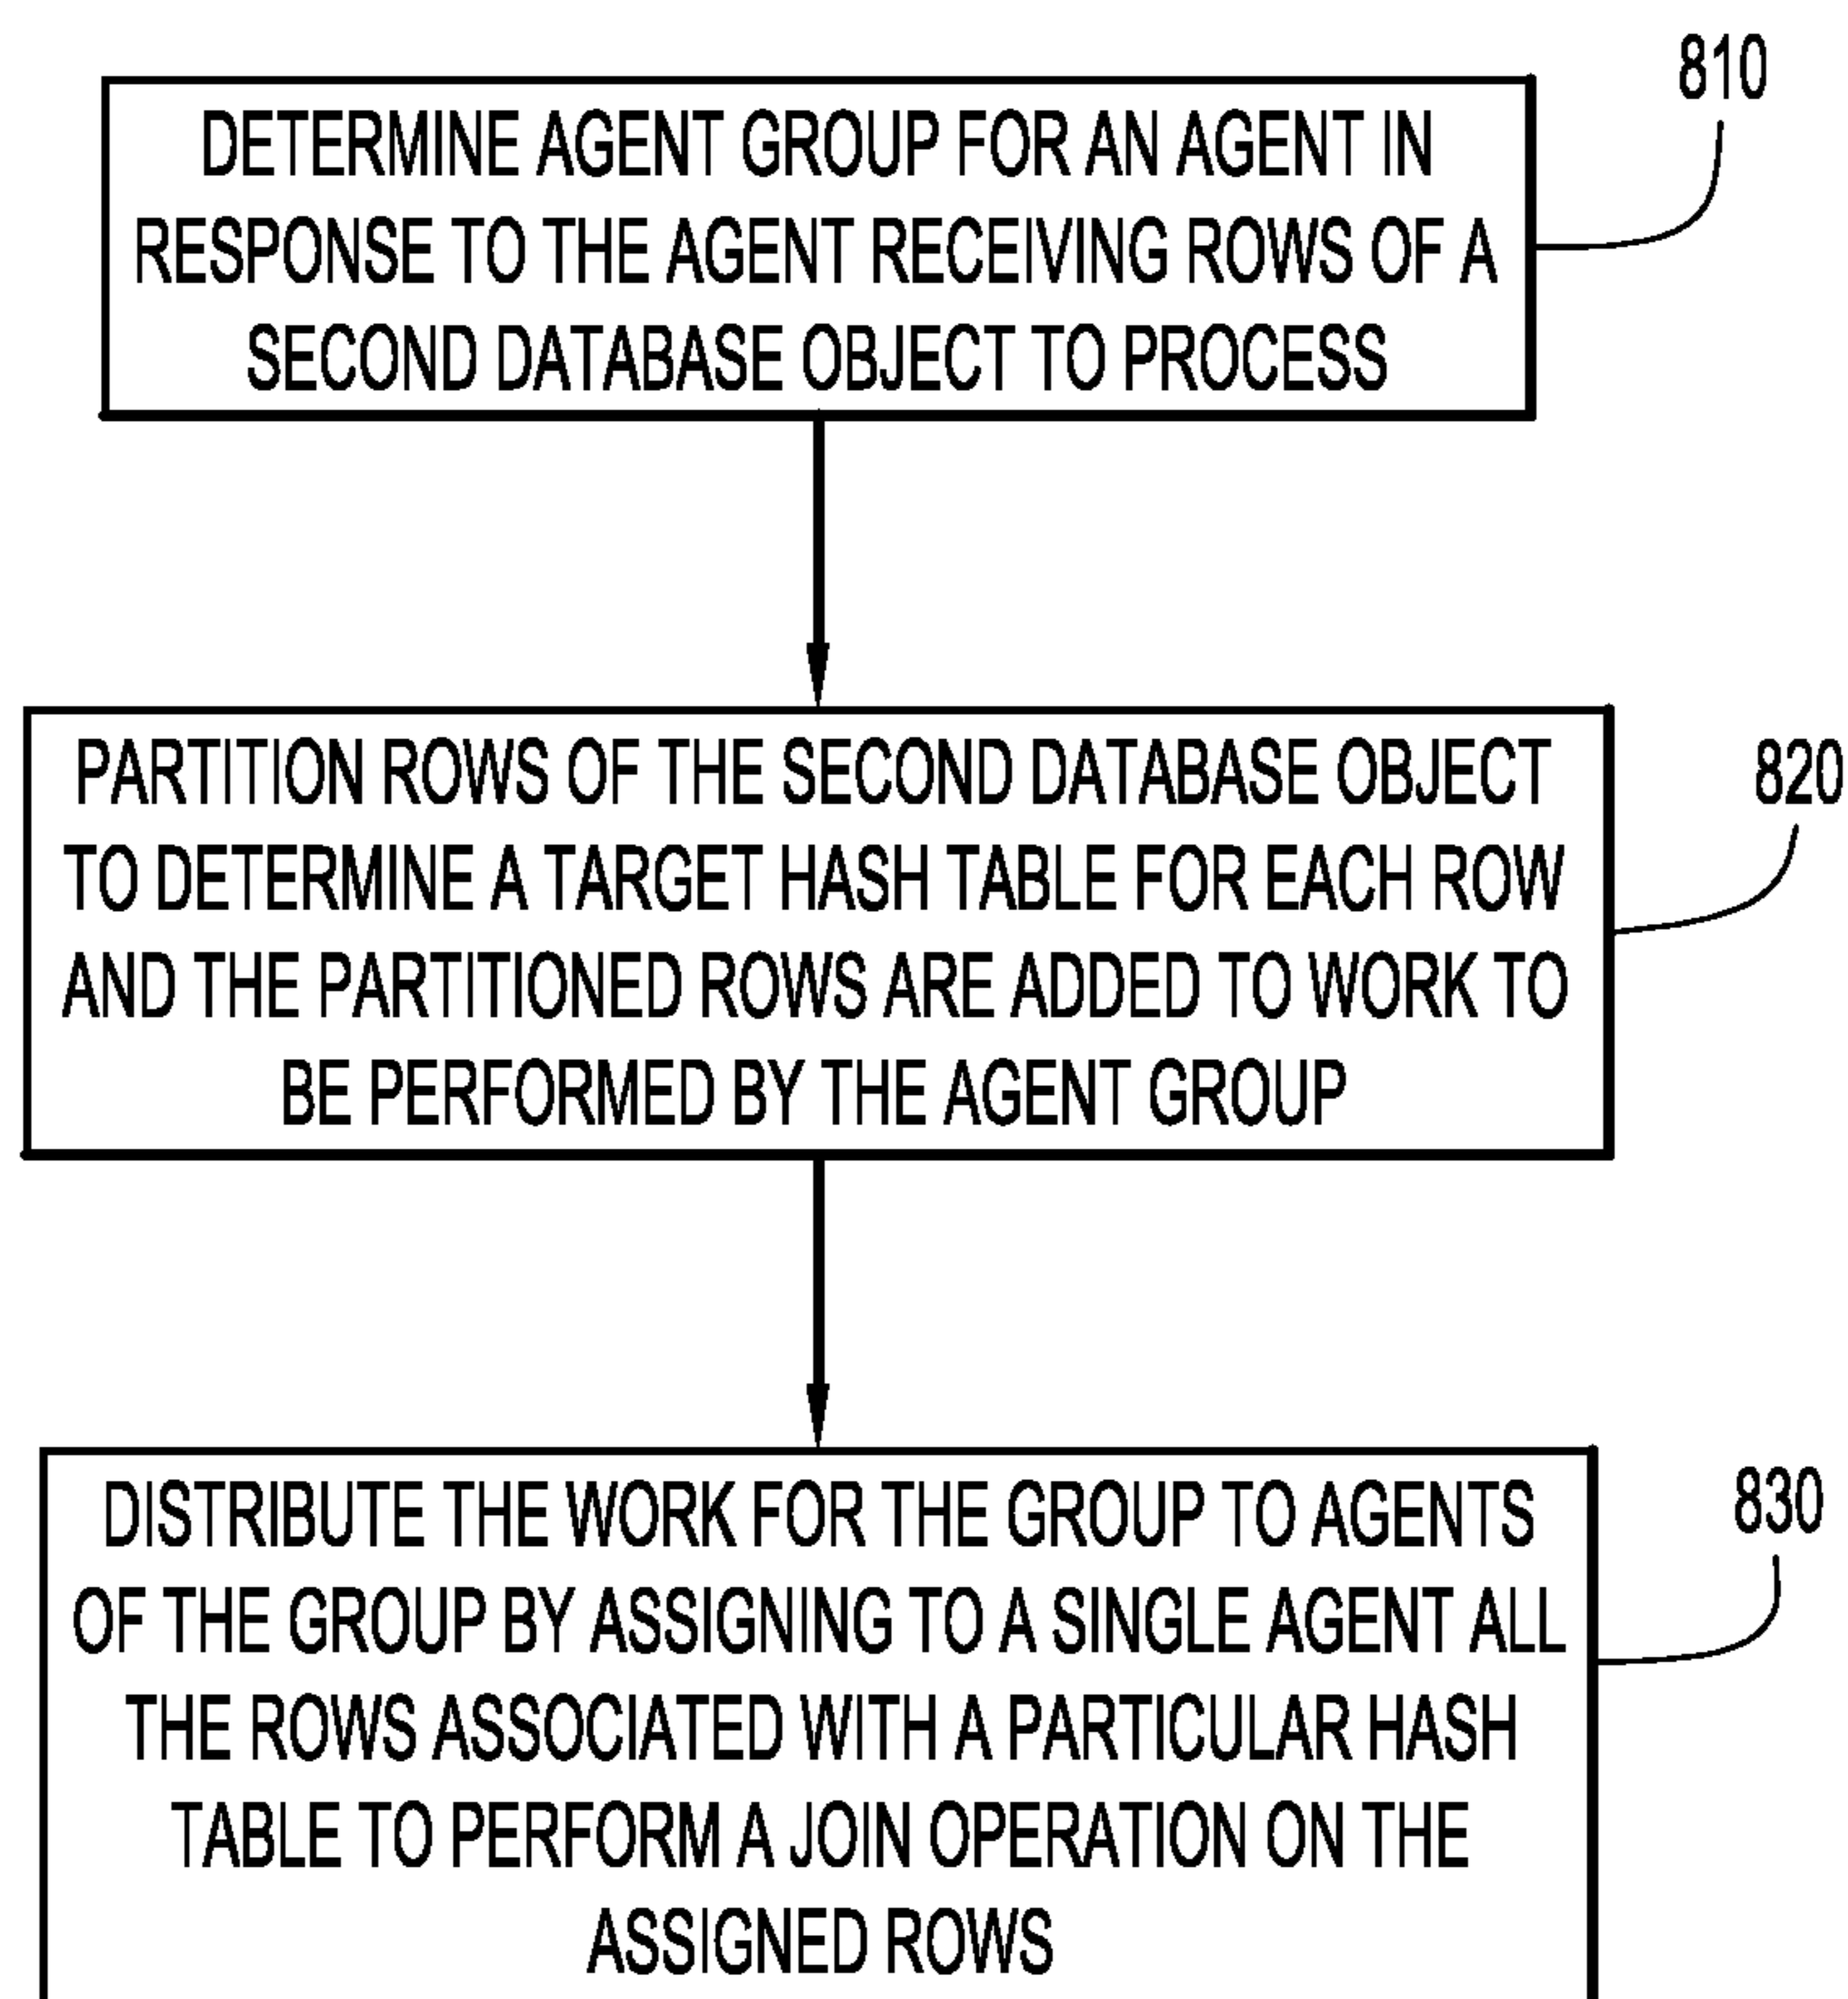 810
DETERMINE AGENT GROUP FOR AN AGENT IN
RESPONSE TO THE AGENT RECEIVING ROWS OF A
SECOND DATABASE OBJECT TO PROCESS
820
PARTITION ROWS OF THE SECOND DATABASE OBJECT
TO DETERMINE A TARGET HASH TABLE FOR EACH ROW
AND THE PARTITIONED ROWS ARE ADDED TO WORK TO
BE PERFORMED BY THE AGENT GROUP
830
DISTRIBUTE THE WORK FOR THE GROUP TO AGENTS
OF THE GROUP BY ASSIGNING TO A SINGLE AGENT ALL
THE ROWS ASSOCIATED WITH A PARTICULAR HASH
TABLE TO PERFORM A JOIN OPERATION ON THE
ASSIGNED ROWS